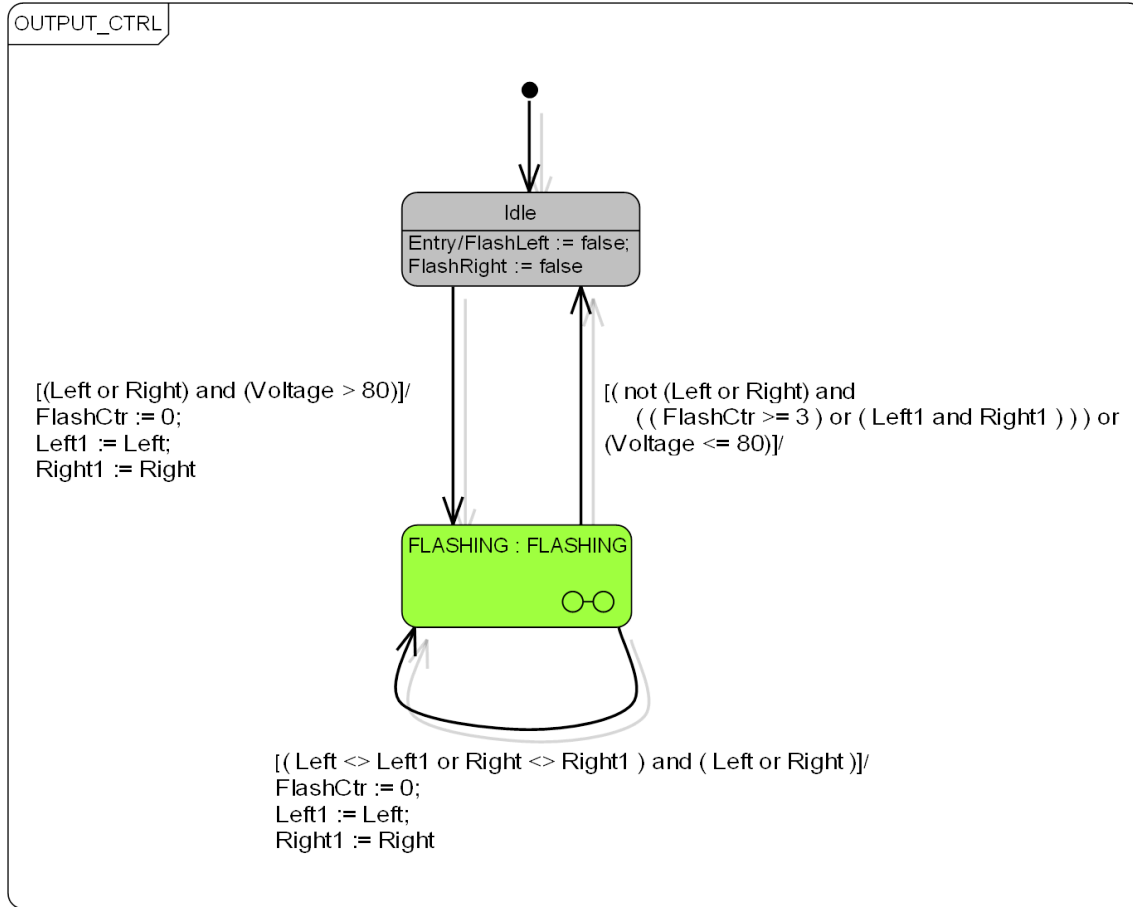 OUTPUT_CTRL
Idle
Entry/FlashLeft := false;
FlashRight := false
[(Left or Right) and (Voltage > 80)]/
FlashCtr := 0;
Left1 := Left;
Right1 := Right
[( not (Left or Right) and
( ( FlashCtr >= 3 ) or ( Left1 and Right1 ) ) ) or
(Voltage <= 80)]/
FLASHING : FLASHING
[( Left <> Left1 or Right <> Right1 ) and ( Left or Right )]/
FlashCtr := 0;
Left1 := Left;
Right1 := Right